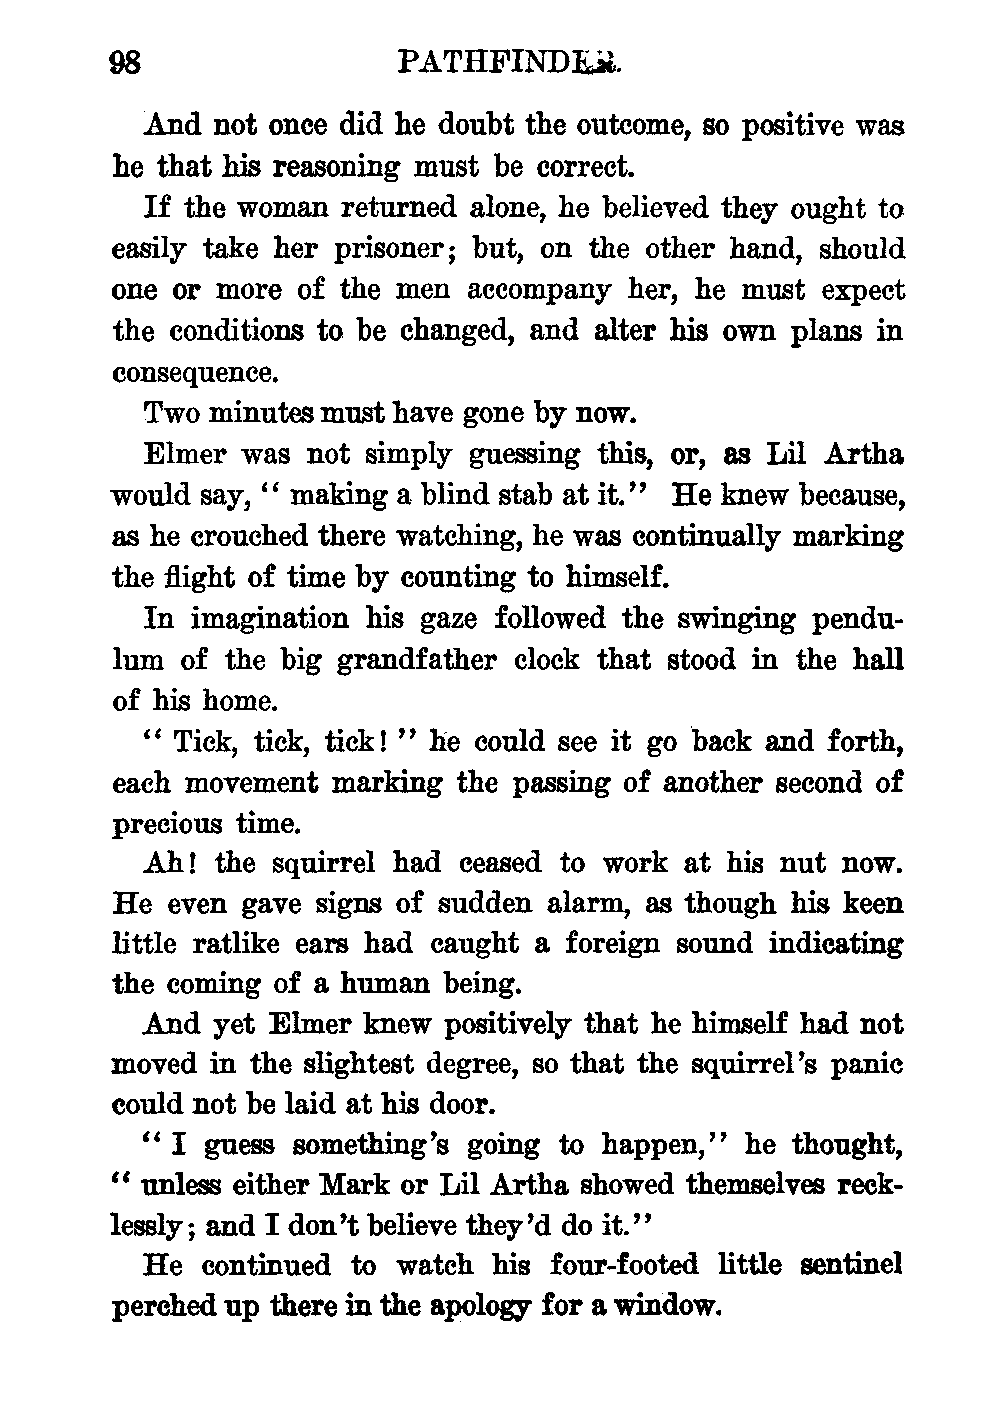 98 PATHFINDER.
And not once did he doubt the outcome, so positive was
he that his reasoning must be correct.
If the woman returned alone, he believed they ought to
easily take her prisoner; but, on the other hand, should
one or more of the men accompany her, he must expect
the conditions to be changed, and alter his own plans in
consequence.
Two minutes must have gone by now.
Elmer was not simply guessing this, or, as Lil Artha
would say, “ making a blind stab at it.” He knew because,
as he crouched there watching, he was continually marking
the flight of time by counting to himself.
In imagination his gaze followed the swinging pendu-
lum of the big grandfather clock that stood in the hall
of his home.
“ Tick, tick, tick! ” he could see it go back and forth,
each movement marking the passing of another second of
precious time.
Ah! the squirrel had ceased to work at his nut now.
He even gave signs of sudden alarm, as though his keen
little ratlike ears had caught a foreign sound indicating
the coming of a human being.
And yet Elmer knew positively that he himself had not
moved in the slightest degree, so that the squirrel’s panic
could not be laid at his door.
“ I guess something’s going to happen,” he thought,
“ unless either Mark or Lil Artha showed themselves reck-
lessly; and I don’t believe they’d do it.”
He continued to watch his four-footed little sentinel
perched up there in the apology for a window.